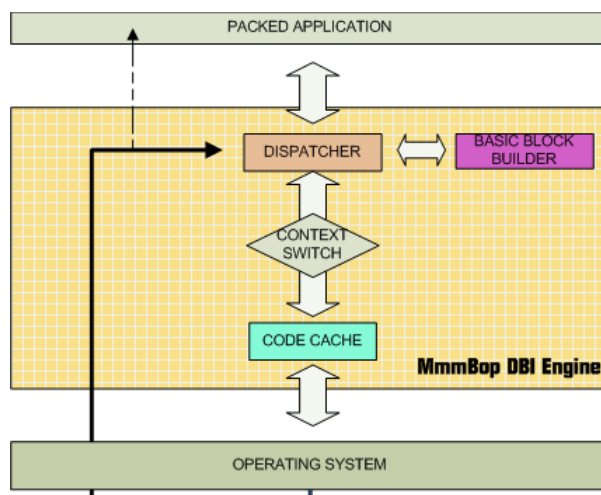 PACKED APPLICATION
DISPATCHER
BASIC BLOCK
BUILDER
CONTEXT
SWITCH
CODE CACHE
MmmBop DBI Engine
OPERATING SYSTEM